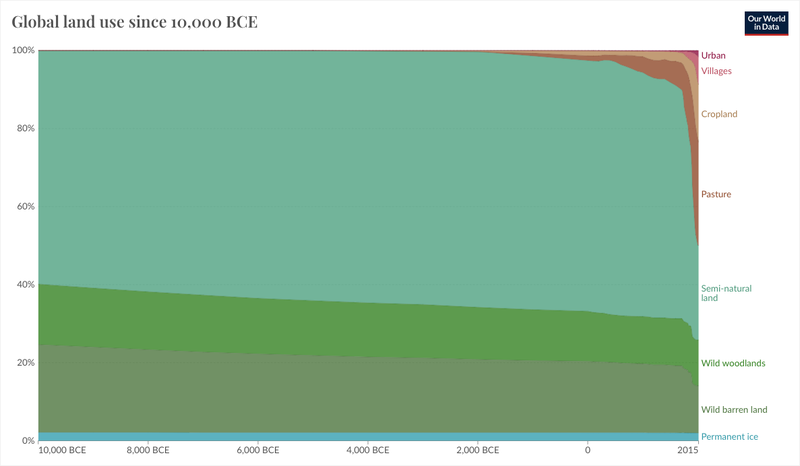 Global land use since 10,000 BCE
Our World
in Data
100%
80%
60%
40%
20%
0%
Urban
Villages
Cropland
Pasture
Semi-natural
land
Wild woodlands
Wild barren land
Permanent ice
10,000 BCE
8,000 BCE
6,000 BCE
4,000 BCE
2,000 BCE
0
2015